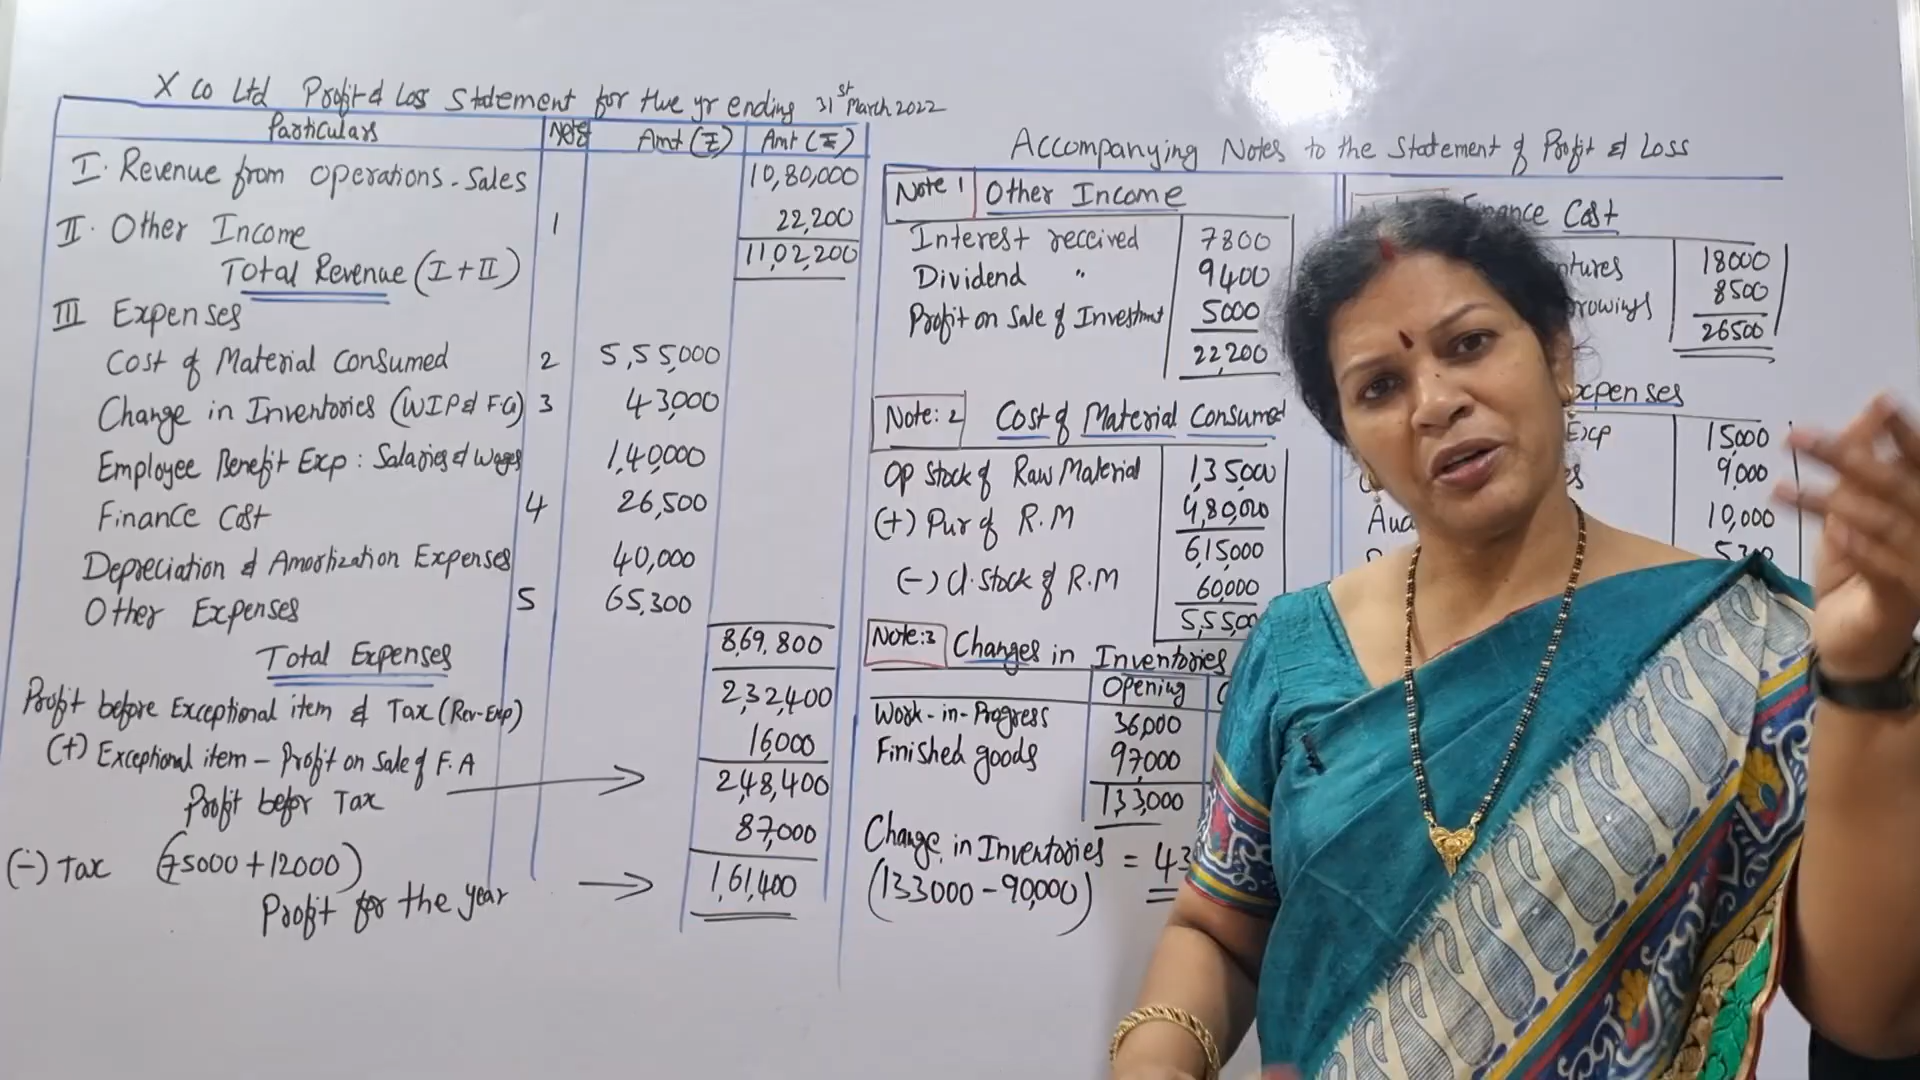 X Co Ltd Profit & Loss Statement for the yr ending 31st March 2022
Particulars Note Amt (₹) Amt (₹)
I. Revenue from Operations - Sales 10,80,000
II. Other Income 1 22,200
Total Revenue (I + II) 11,02,200
III Expenses
Cost of Material Consumed 2 5,55,000
Change in Inventories (WIP & F.G) 3 43,000
Employee Benefit Exp : Salaries & Wages 1,40,000
Finance Cost 4 26,500
Depreciation & Amortization Expenses 40,000
Other Expenses 5 65,300
Total Expenses 8,69,800
Profit before Exceptional item & Tax (Rev-Exp) 2,32,400
(+) Exceptional item - Profit on Sale of F.A 16,000
Profit befor Tax 2,48,400
(-) Tax (75000 + 12000) 87,000
Profit for the year 1,61,400
Accompanying Notes to the Statement of Profit & Loss
Note 1 Other Income
Interest received 7800
Dividend " 9400
Profit on Sale of Investment 5000
22,200
Note: 2 Cost of Material Consumed
Op Stock of Raw Material 1,35,000
(+) Pur of R.M 4,80,000
6,15,000
(-) Cl. Stock of R.M 60,000
5,55,00
Note: 3 Changes in Inventories
Opening
Work-in-Progress 36,000
Finished goods 97,000
1,33,000
Change in Inventories = 43
(133000 - 90,000)
Cost
18000
8500
26500
Exp 15,000
9,000
10,000